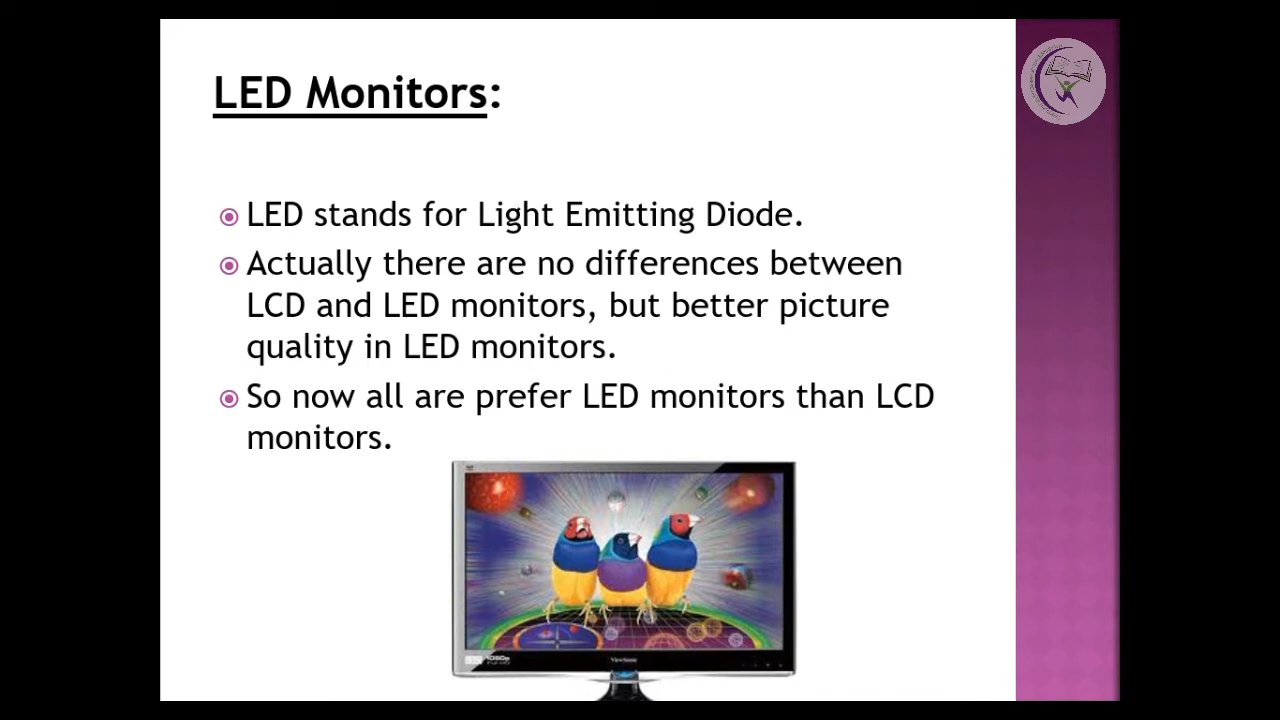 LED Monitors:
LED stands for Light Emitting Diode.
Actually there are no differences between
LCD and LED monitors, but better picture
quality in LED monitors.
So now all are prefer LED monitors than LCD
monitors.
1080p
ViewSonic